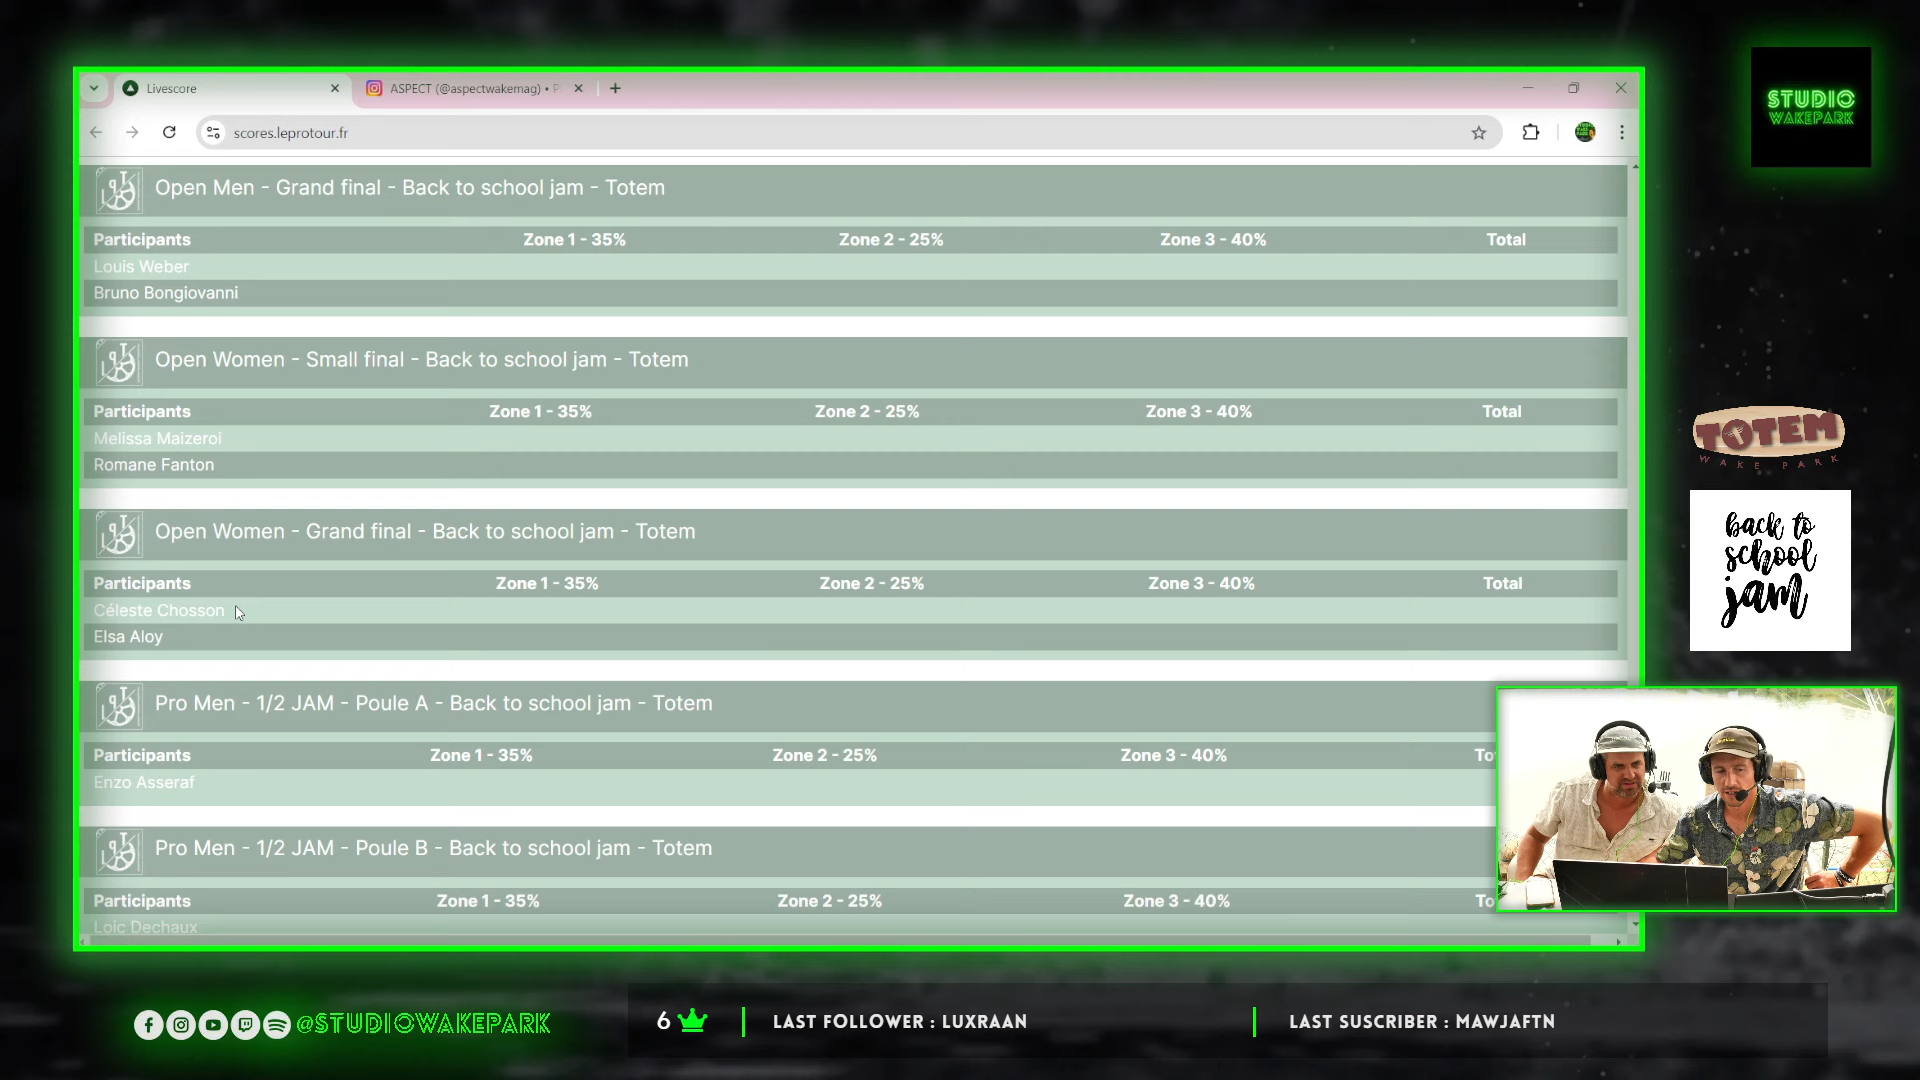 Livescore
ASPECT (@aspectwakemag) • P
scores.leprotour.fr
STUDIO
WAKEPARK
Open Men - Grand final - Back to school jam - Totem
Participants Zone 1 - 35% Zone 2 - 25% Zone 3 - 40% Total
Louis Weber
Bruno Bongiovanni
Open Women - Small final - Back to school jam - Totem
Participants Zone 1 - 35% Zone 2 - 25% Zone 3 - 40% Total
Melissa Maizeroi
Romane Fanton
Open Women - Grand final - Back to school jam - Totem
Participants Zone 1 - 35% Zone 2 - 25% Zone 3 - 40% Total
Céleste Chosson
Elsa Aloy
Pro Men - 1/2 JAM - Poule A - Back to school jam - Totem
Participants Zone 1 - 35% Zone 2 - 25% Zone 3 - 40% To
Enzo Asseraf
Pro Men - 1/2 JAM - Poule B - Back to school jam - Totem
Participants Zone 1 - 35% Zone 2 - 25% Zone 3 - 40% To
Loic Dechaux
TOTEM
WAKE PARK
back to
school
jam
@STUDIOWAKEPARK
6
LAST FOLLOWER : LUXRAAN
LAST SUSCRIBER : MAWJAFTN